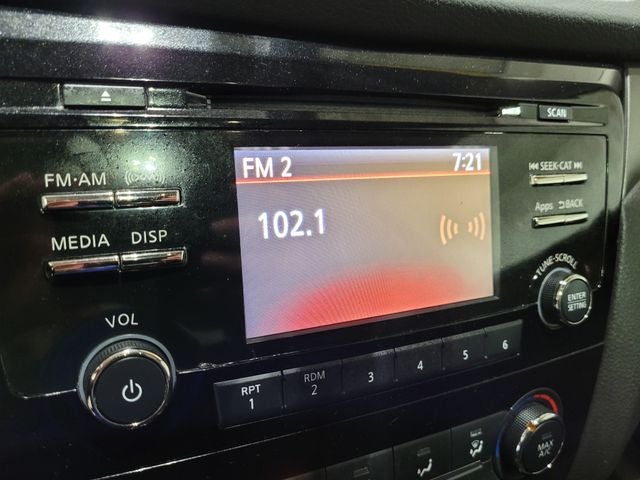 SCAN
FM·AM
FM 2 7:21
SEEK·CAT
102.1
Apps BACK
MEDIA DISP
TUNE·SCROLL
ENTER
SETTING
VOL
RPT
1
RDM
2
3
4
5
6
MAX
A/C